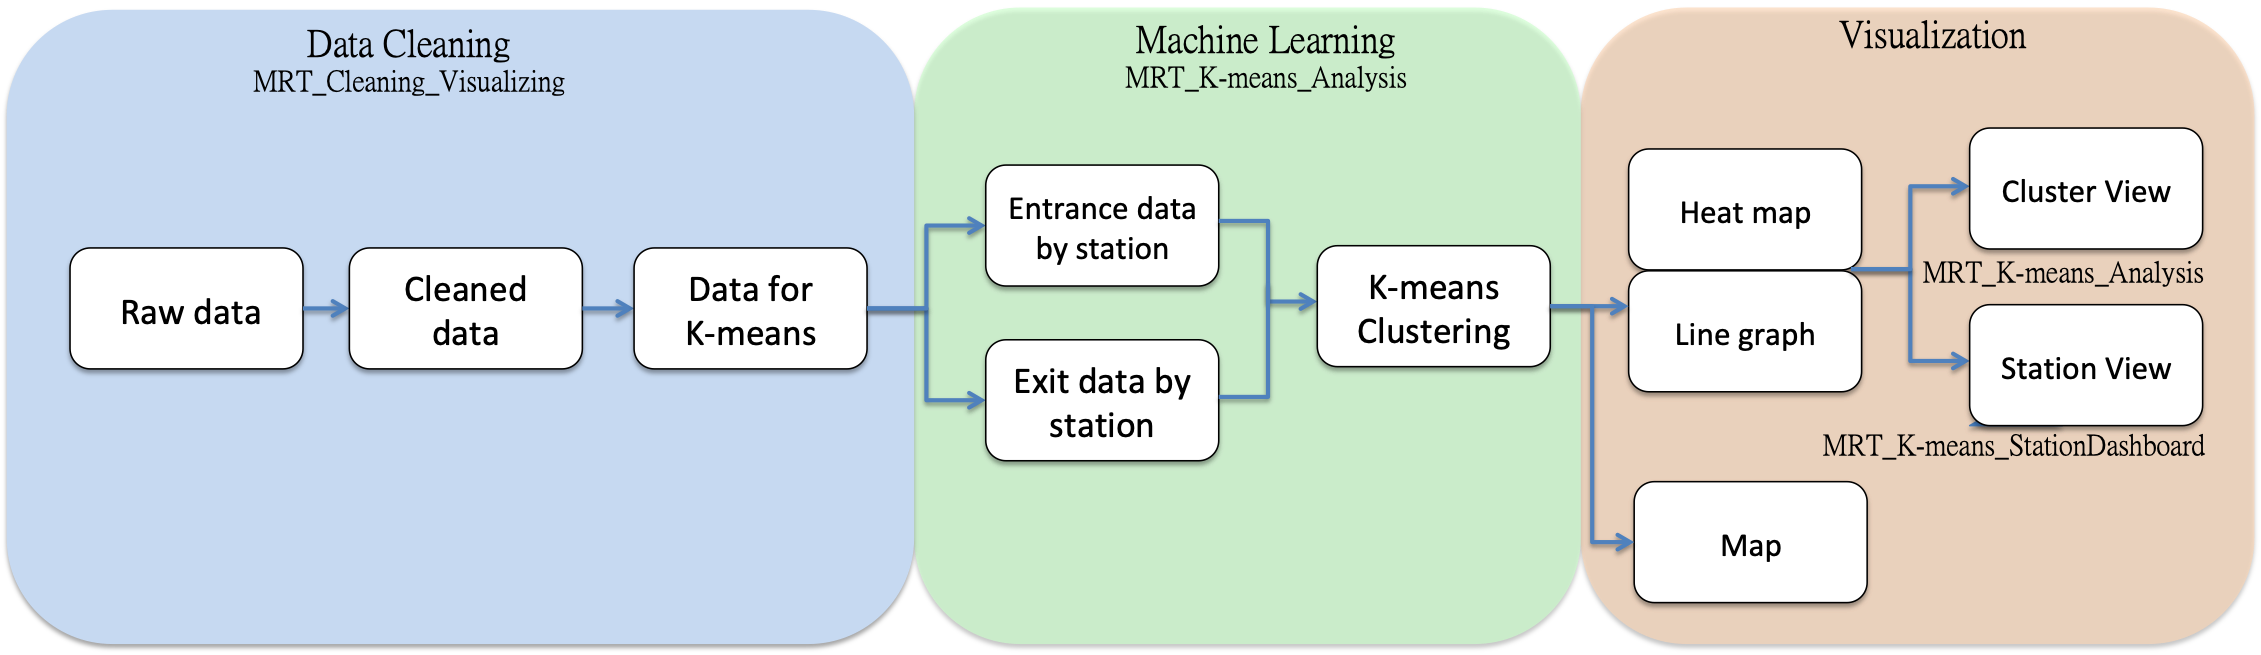 Data Cleaning
MRT_Cleaning_Visualizing
Raw data
Cleaned
data
Data for
K-means
Machine Learning
MRT_K-means_Analysis
Entrance data
by station
Exit data by
station
K-means
Clustering
Visualization
Heat map
Line graph
Cluster View
MRT_K-means_Analysis
Station View
MRT_K-means_StationDashboard
Map